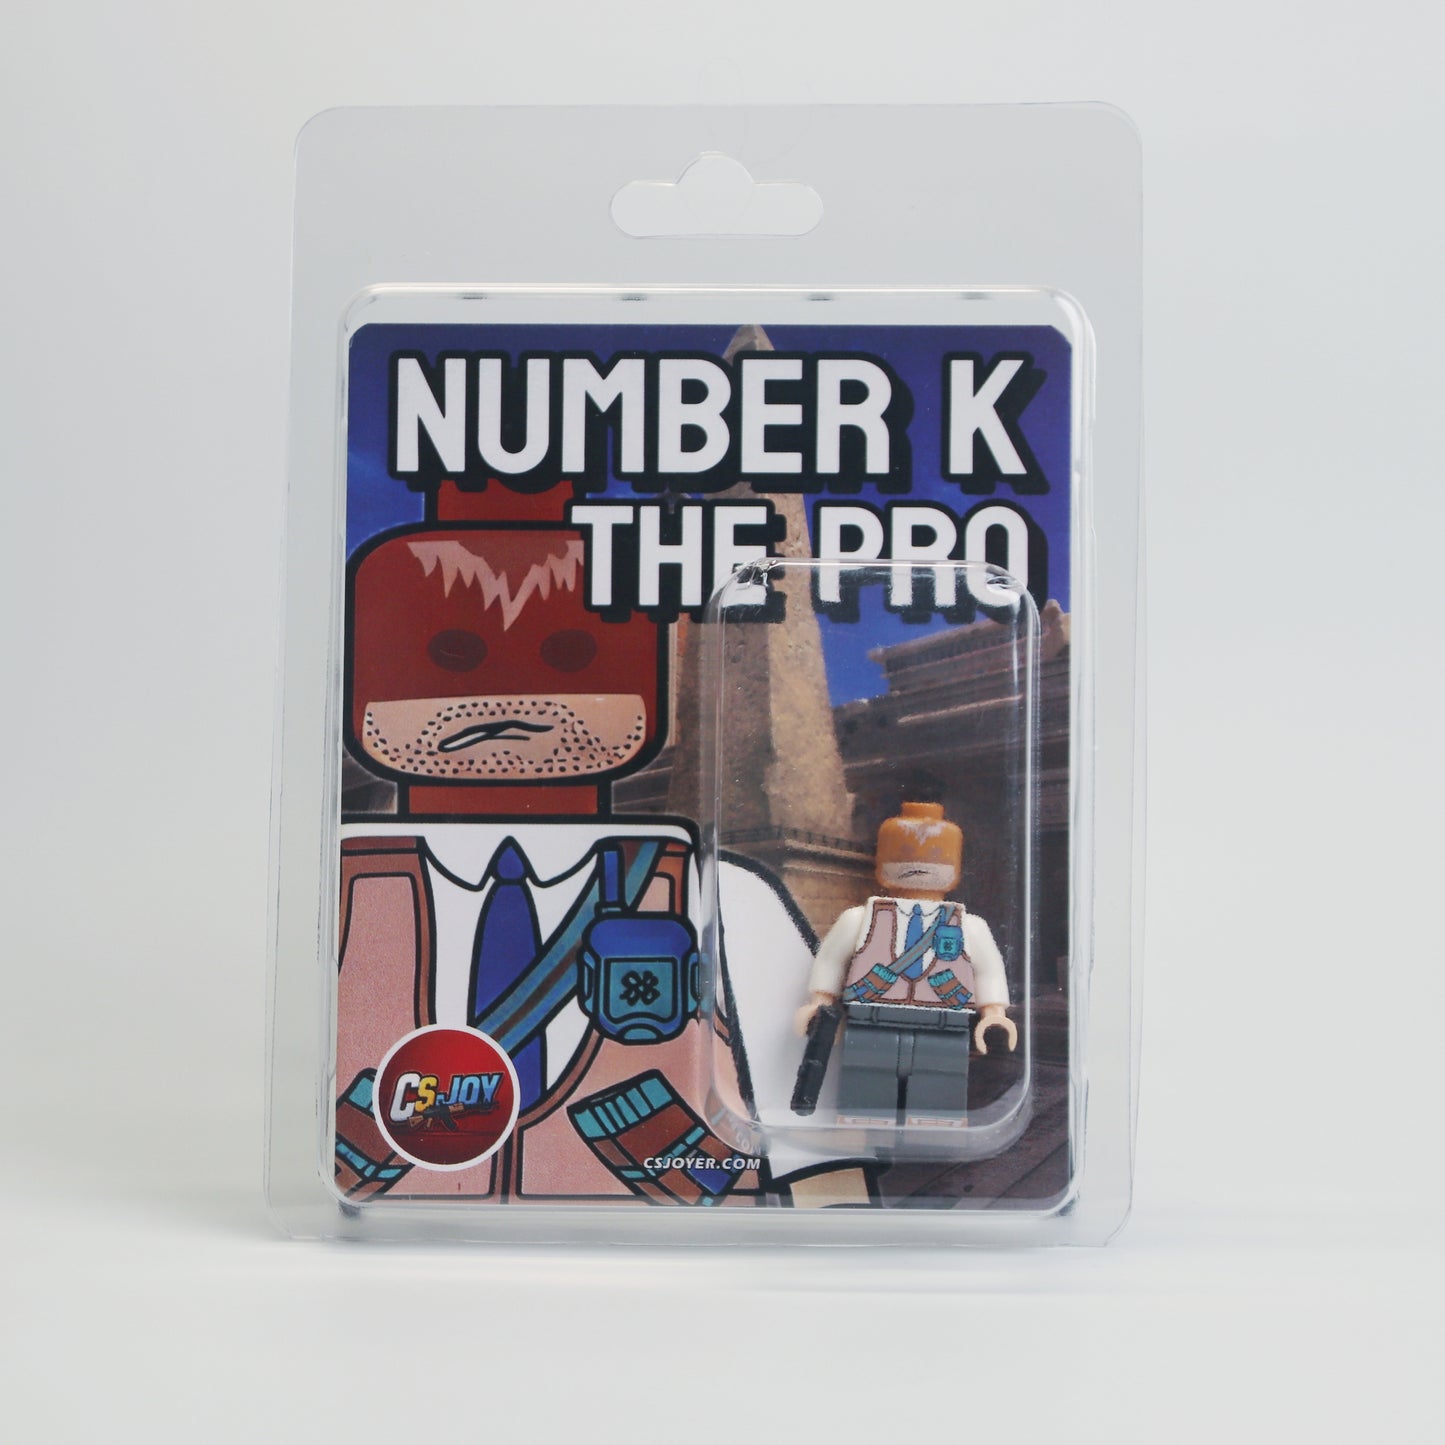 NUMBER K
THE PRO
CS JOY
CSJOYER.COM